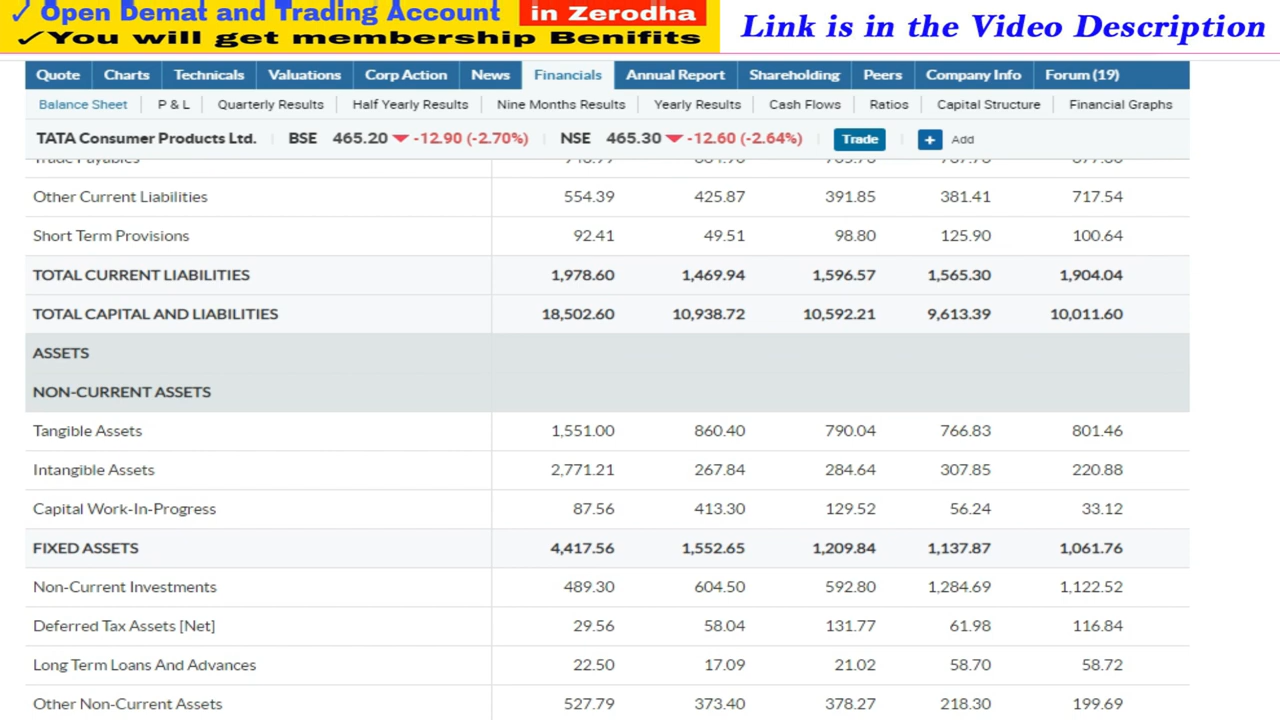 ✓ Open Demat and Trading Account in Zerodha
✓You will get membership Benifits
Link is in the Video Description
Quote Charts Technicals Valuations Corp Action News Financials Annual Report Shareholding Peers Company Info Forum (19)
Balance Sheet P & L Quarterly Results Half Yearly Results Nine Months Results Yearly Results Cash Flows Ratios Capital Structure Financial Graphs
TATA Consumer Products Ltd. BSE 465.20 -12.90 (-2.70%) NSE 465.30 -12.60 (-2.64%) Trade + Add
Trade Payables
Other Current Liabilities 554.39 425.87 391.85 381.41 717.54
Short Term Provisions 92.41 49.51 98.80 125.90 100.64
TOTAL CURRENT LIABILITIES 1,978.60 1,469.94 1,596.57 1,565.30 1,904.04
TOTAL CAPITAL AND LIABILITIES 18,502.60 10,938.72 10,592.21 9,613.39 10,011.60
ASSETS
NON-CURRENT ASSETS
Tangible Assets 1,551.00 860.40 790.04 766.83 801.46
Intangible Assets 2,771.21 267.84 284.64 307.85 220.88
Capital Work-In-Progress 87.56 413.30 129.52 56.24 33.12
FIXED ASSETS 4,417.56 1,552.65 1,209.84 1,137.87 1,061.76
Non-Current Investments 489.30 604.50 592.80 1,284.69 1,122.52
Deferred Tax Assets [Net] 29.56 58.04 131.77 61.98 116.84
Long Term Loans And Advances 22.50 17.09 21.02 58.70 58.72
Other Non-Current Assets 527.79 373.40 378.27 218.30 199.69